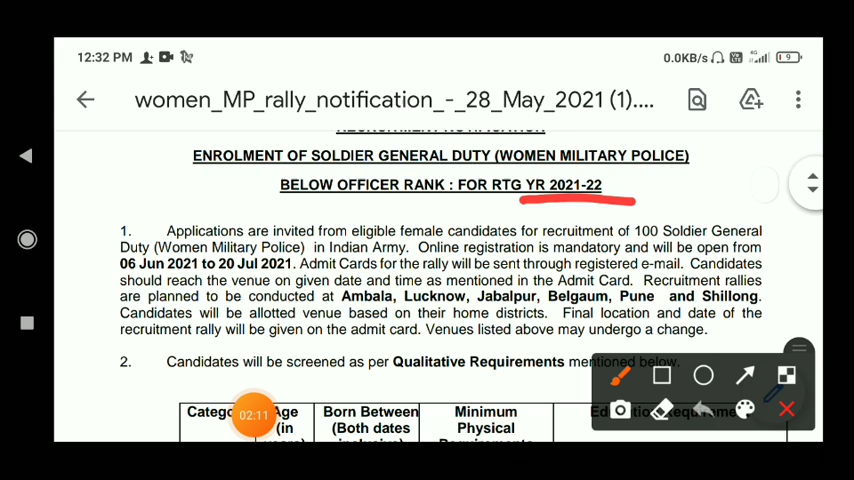 12:32 PM
0.0KB/s
4G
9
women_MP_rally_notification_-_28_May_2021 (1)....
RECRUITMENT NOTIFICATION
ENROLMENT OF SOLDIER GENERAL DUTY (WOMEN MILITARY POLICE)
BELOW OFFICER RANK : FOR RTG YR 2021-22
1. Applications are invited from eligible female candidates for recruitment of 100 Soldier General
Duty (Women Military Police) in Indian Army. Online registration is mandatory and will be open from
06 Jun 2021 to 20 Jul 2021. Admit Cards for the rally will be sent through registered e-mail. Candidates
should reach the venue on given date and time as mentioned in the Admit Card. Recruitment rallies
are planned to be conducted at Ambala, Lucknow, Jabalpur, Belgaum, Pune and Shillong.
Candidates will be allotted venue based on their home districts. Final location and date of the
recruitment rally will be given on the admit card. Venues listed above may undergo a change.
2. Candidates will be screened as per Qualitative Requirements mentioned below.
Age Born Between Minimum
(in (Both dates Physical
02:11